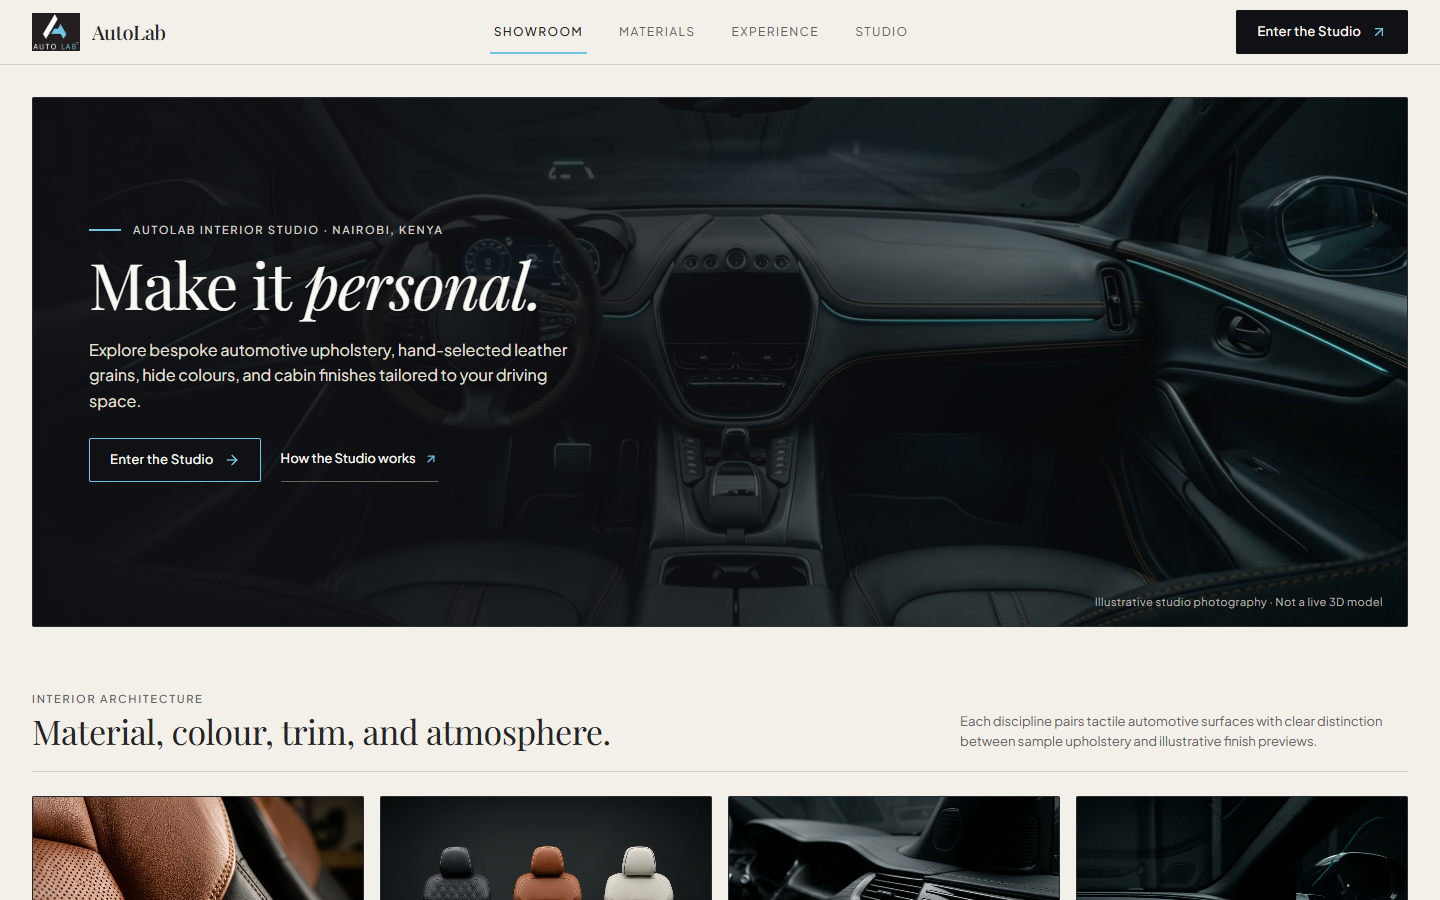 AUTO LAB
AutoLab
SHOWROOM
MATERIALS
EXPERIENCE
STUDIO
Enter the Studio
AUTOLAB INTERIOR STUDIO · NAIROBI, KENYA
Make it personal.
Explore bespoke automotive upholstery, hand-selected leather
grains, hide colours, and cabin finishes tailored to your driving
space.
Enter the Studio
How the Studio works
Illustrative studio photography · Not a live 3D model
INTERIOR ARCHITECTURE
Material, colour, trim, and atmosphere.
Each discipline pairs tactile automotive surfaces with clear distinction
between sample upholstery and illustrative finish previews.